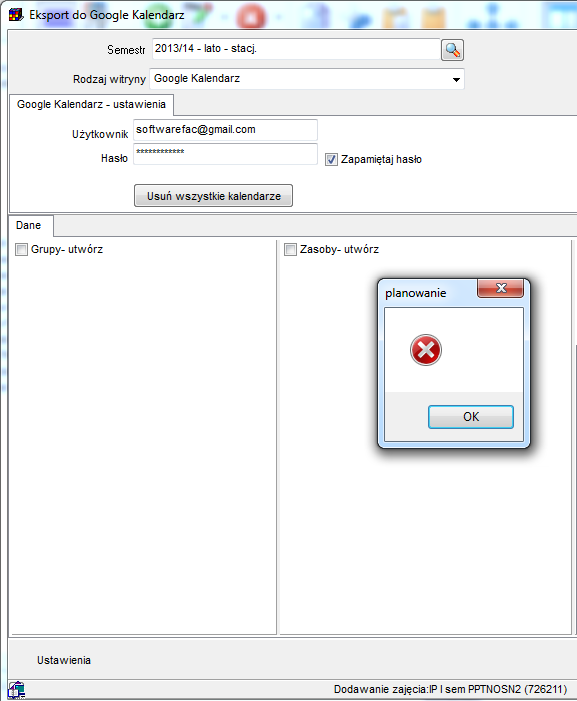 Eksport do Google Kalendarz
Semestr 2013/14 - lato - stacj.
Rodzaj witryny Google Kalendarz
Google Kalendarz - ustawienia
Użytkownik softwarefac@gmail.com
Hasło ************ Zapamiętaj hasło
Usuń wszystkie kalendarze
Dane
Grupy- utwórz Zasoby- utwórz
planowanie
OK
Ustawienia
Dodawanie zajęcia:IP I sem PPTNOSN2 (726211)